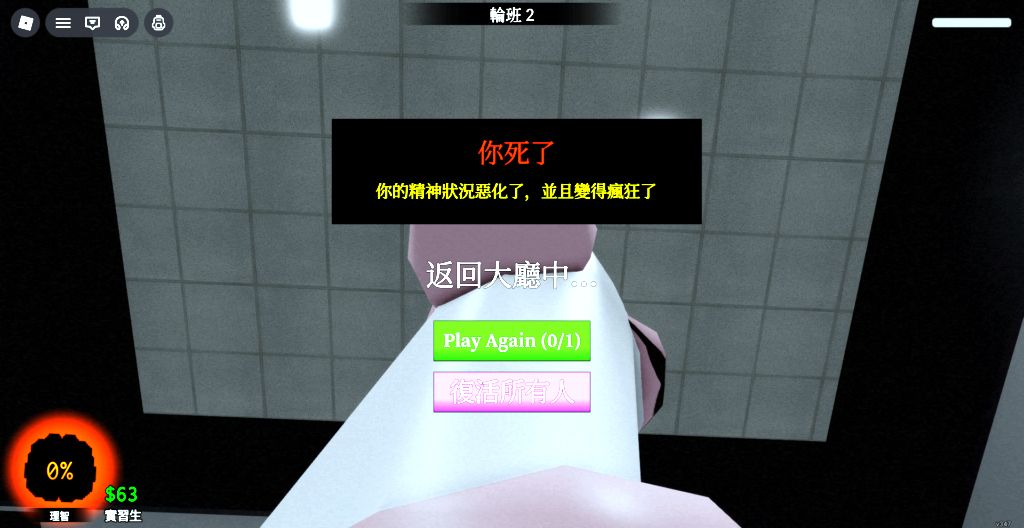 輪班 2
你死了
你的精神狀況惡化了，並且變得瘋狂了
返回大廳中...
Play Again (0/1)
復活所有人
0%
$63
理智
實習生
v347